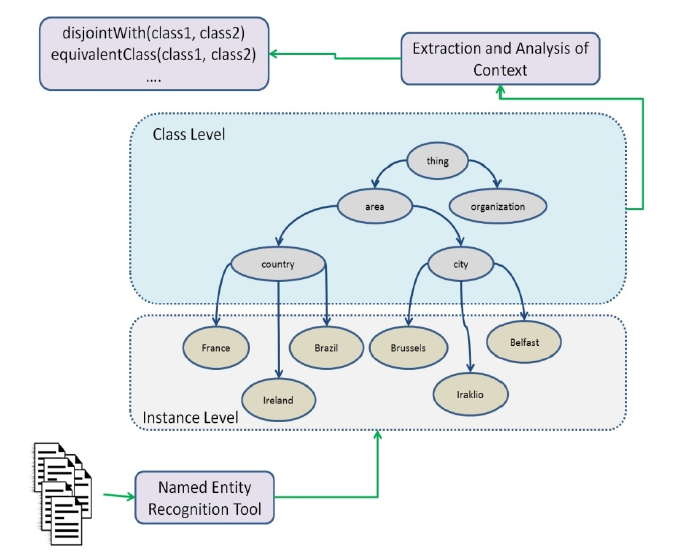 disjointWith(class1, class2)
equivalentClass(class1, class2)
....
Extraction and Analysis of
Context
Class Level
thing
area
organization
country
city
France
Brazil
Brussels
Belfast
Ireland
Iraklio
Instance Level
Named Entity
Recognition Tool